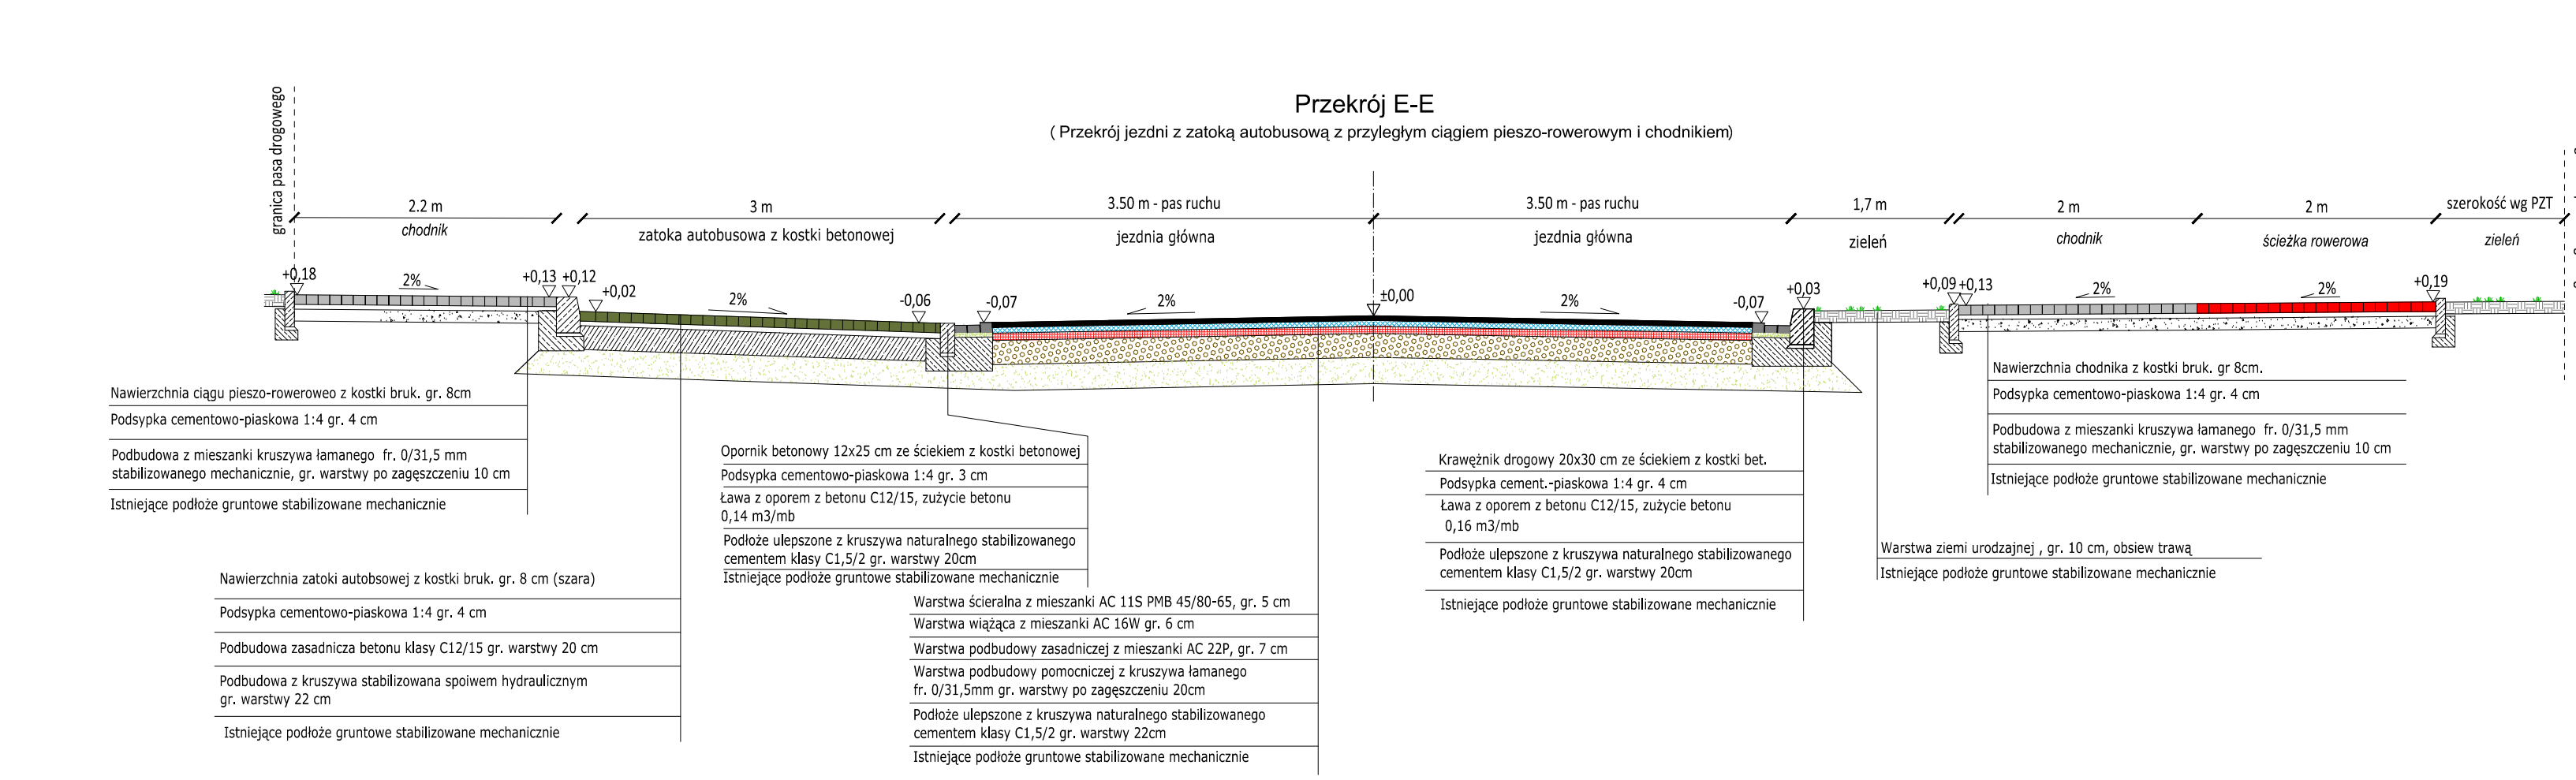 Przekrój E-E
( Przekrój jezdni z zatoką autobusową z przyległym ciągiem pieszo-rowerowym i chodnikiem)
granica pasa drogowego
2.2 m
chodnik
3 m
zatoka autobusowa z kostki betonowej
3.50 m - pas ruchu
jezdnia główna
3.50 m - pas ruchu
jezdnia główna
1,7 m
zieleń
2 m
chodnik
2 m
ścieżka rowerowa
szerokość wg PZT
zieleń
+0,18
2%
+0,13
+0,12
+0,02
2%
-0,06
-0,07
2%
±0,00
2%
-0,07
+0,03
+0,09
+0,13
2%
2%
+0,19
Nawierzchnia ciągu pieszo-roweroweo z kostki bruk. gr. 8cm
Podsypka cementowo-piaskowa 1:4 gr. 4 cm
Podbudowa z mieszanki kruszywa łamanego fr. 0/31,5 mm
stabilizowanego mechanicznie, gr. warstwy po zagęszczeniu 10 cm
Istniejące podłoże gruntowe stabilizowane mechanicznie
Nawierzchnia zatoki autobsowej z kostki bruk. gr. 8 cm (szara)
Podsypka cementowo-piaskowa 1:4 gr. 4 cm
Podbudowa zasadnicza betonu klasy C12/15 gr. warstwy 20 cm
Podbudowa z kruszywa stabilizowana spoiwem hydraulicznym
gr. warstwy 22 cm
Istniejące podłoże gruntowe stabilizowane mechanicznie
Opornik betonowy 12x25 cm ze ściekiem z kostki betonowej
Podsypka cementowo-piaskowa 1:4 gr. 3 cm
Ława z oporem z betonu C12/15, zużycie betonu
0,14 m3/mb
Podłoże ulepszone z kruszywa naturalnego stabilizowanego
cementem klasy C1,5/2 gr. warstwy 20cm
Istniejące podłoże gruntowe stabilizowane mechanicznie
Warstwa ścieralna z mieszanki AC 11S PMB 45/80-65, gr. 5 cm
Warstwa wiążąca z mieszanki AC 16W gr. 6 cm
Warstwa podbudowy zasadniczej z mieszanki AC 22P, gr. 7 cm
Warstwa podbudowy pomocniczej z kruszywa łamanego
fr. 0/31,5mm gr. warstwy po zagęszczeniu 20cm
Podłoże ulepszone z kruszywa naturalnego stabilizowanego
cementem klasy C1,5/2 gr. warstwy 22cm
Istniejące podłoże gruntowe stabilizowane mechanicznie
Krawężnik drogowy 20x30 cm ze ściekiem z kostki bet.
Podsypka cement.-piaskowa 1:4 gr. 4 cm
Ława z oporem z betonu C12/15, zużycie betonu
0,16 m3/mb
Podłoże ulepszone z kruszywa naturalnego stabilizowanego
cementem klasy C1,5/2 gr. warstwy 20cm
Istniejące podłoże gruntowe stabilizowane mechanicznie
Warstwa ziemi urodzajnej , gr. 10 cm, obsiew trawą
Istniejące podłoże gruntowe stabilizowane mechanicznie
Nawierzchnia chodnika z kostki bruk. gr 8cm.
Podsypka cementowo-piaskowa 1:4 gr. 4 cm
Podbudowa z mieszanki kruszywa łamanego fr. 0/31,5 mm
stabilizowanego mechanicznie, gr. warstwy po zagęszczeniu 10 cm
Istniejące podłoże gruntowe stabilizowane mechanicznie